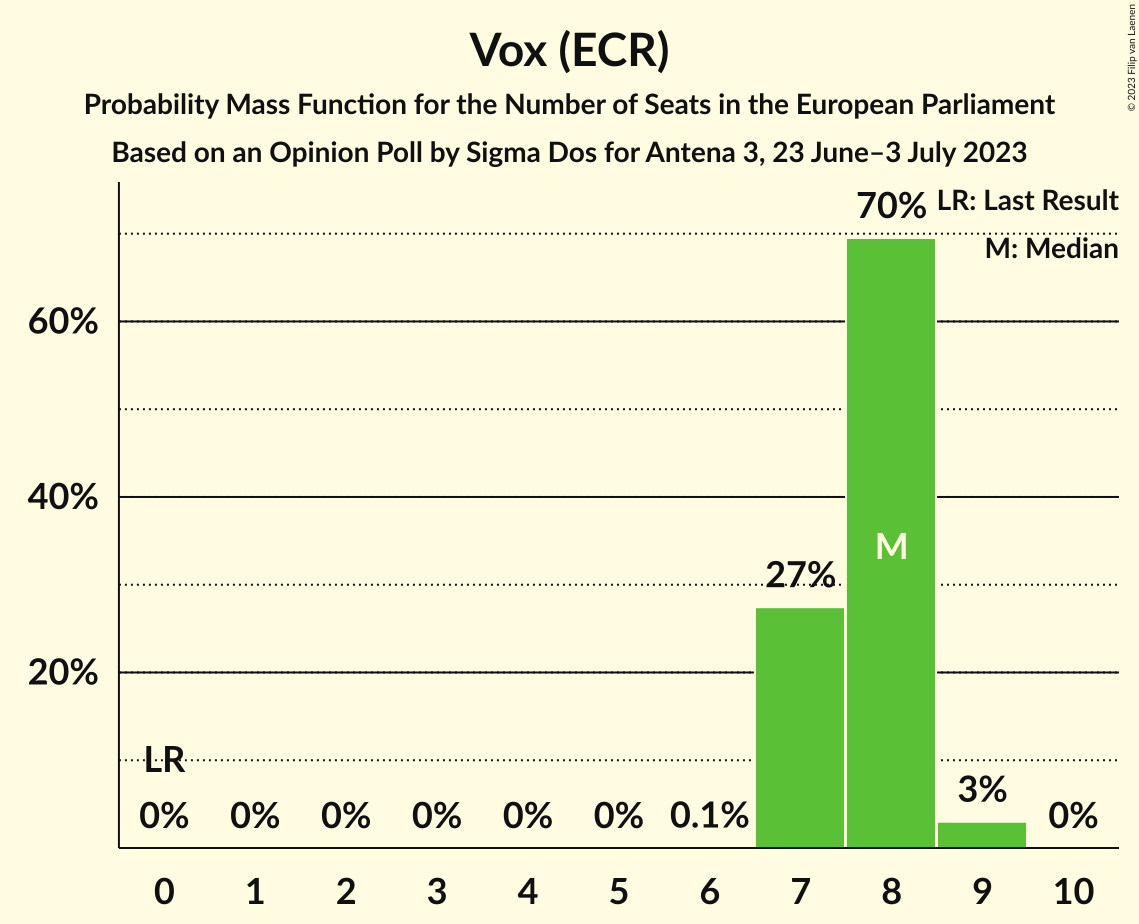 Vox (ECR)
Probability Mass Function for the Number of Seats in the European Parliament
Based on an Opinion Poll by Sigma Dos for Antena 3, 23 June–3 July 2023
© 2023 Filip van Laenen
LR: Last Result
M: Median
60%
40%
20%
LR
0%
0%
0%
0%
0%
0%
0.1%
27%
70%
M
3%
0%
0 1 2 3 4 5 6 7 8 9 10